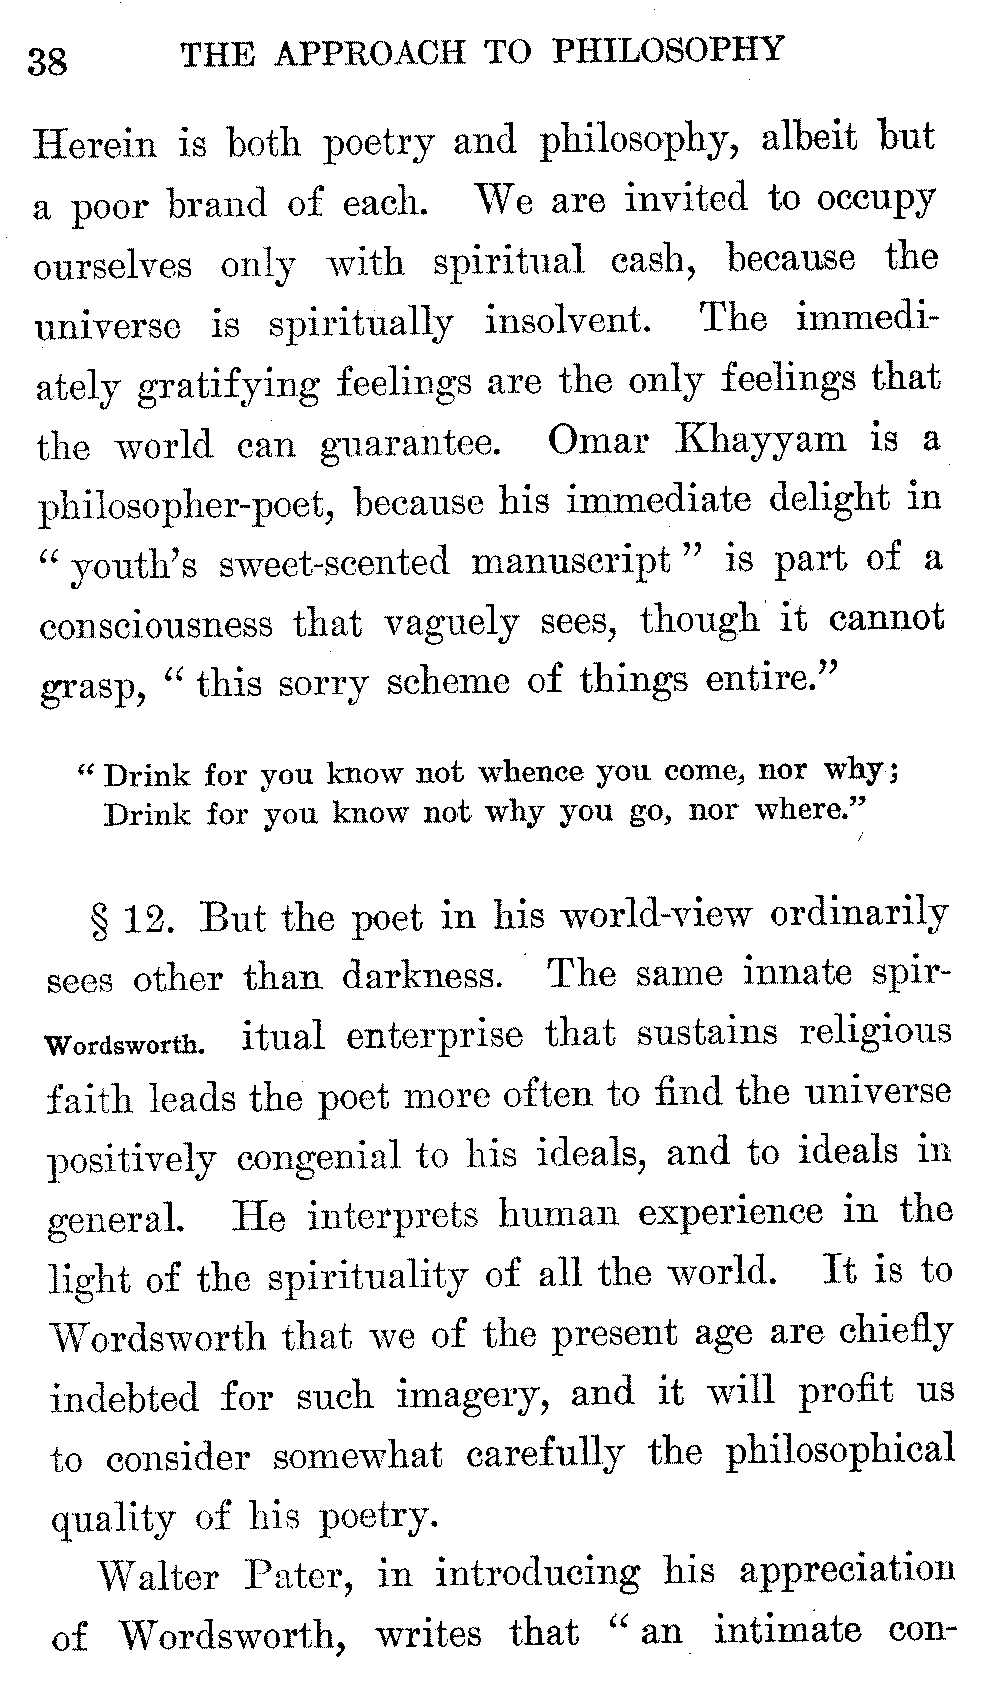 38 THE APPROACH TO PHILOSOPHY
Herein is both poetry and philosophy, albeit but
a poor brand of each. We are invited to occupy
ourselves only with spiritual cash, because the
universe is spiritually insolvent. The immedi-
ately gratifying feelings are the only feelings that
the world can guarantee. Omar Khayyam is a
philosopher-poet, because his immediate delight in
“ youth’s sweet-scented manuscript ” is part of a
consciousness that vaguely sees, though it cannot
grasp, “ this sorry scheme of things entire.”
“ Drink for you know not whence you come, nor why;
Drink for you know not why you go, nor where.”
§ 12. But the poet in his world-view ordinarily
sees other than darkness. The same innate spir-
Wordsworth. itual enterprise that sustains religious
faith leads the poet more often to find the universe
positively congenial to his ideals, and to ideals in
general. He interprets human experience in the
light of the spirituality of all the world. It is to
Wordsworth that we of the present age are chiefly
indebted for such imagery, and it will profit us
to consider somewhat carefully the philosophical
quality of his poetry.
Walter Pater, in introducing his appreciation
of Wordsworth, writes that “ an intimate con-